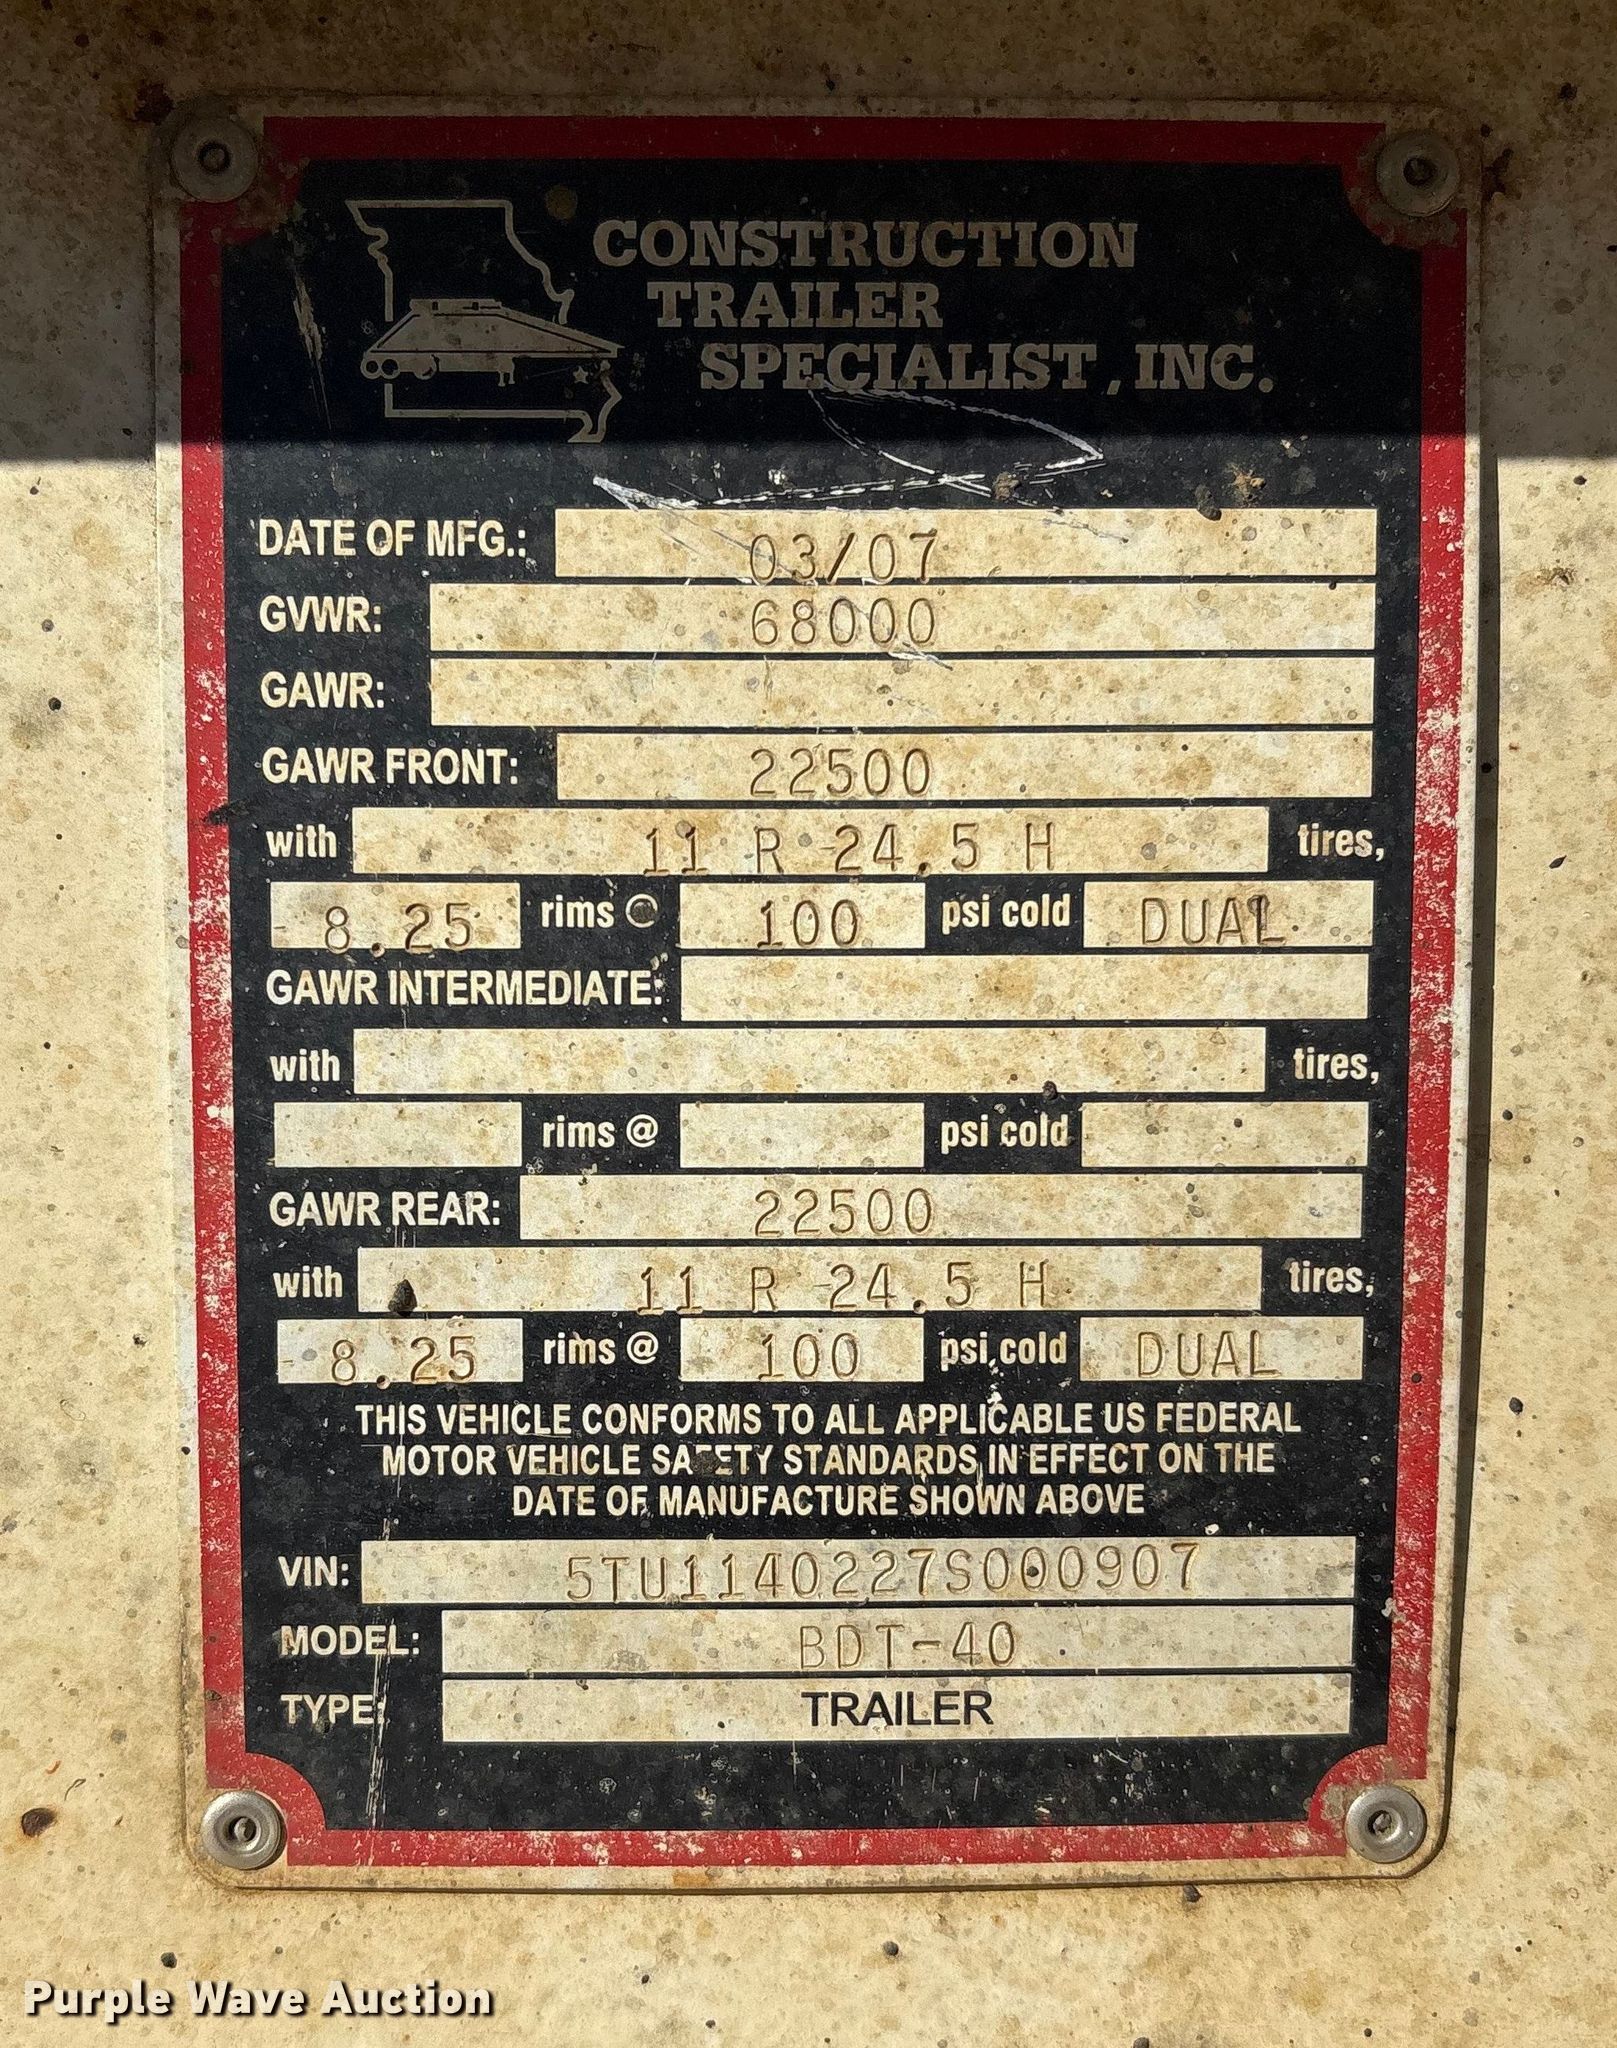 CONSTRUCTION
TRAILER
SPECIALIST, INC.
DATE OF MFG.: 03/07
GVWR: 68000
GAWR:
GAWR FRONT: 22500
with 11 R 24.5 H tires,
8.25 rims @ 100 psi cold DUAL
GAWR INTERMEDIATE:
with tires,
rims @ psi cold
GAWR REAR: 22500
with 11 R 24.5 H tires,
8.25 rims @ 100 psi cold DUAL
THIS VEHICLE CONFORMS TO ALL APPLICABLE US FEDERAL
MOTOR VEHICLE SAFETY STANDARDS IN EFFECT ON THE
DATE OF MANUFACTURE SHOWN ABOVE
VIN: 5TU1140227S000907
MODEL: BDT-40
TYPE: TRAILER
Purple Wave Auction